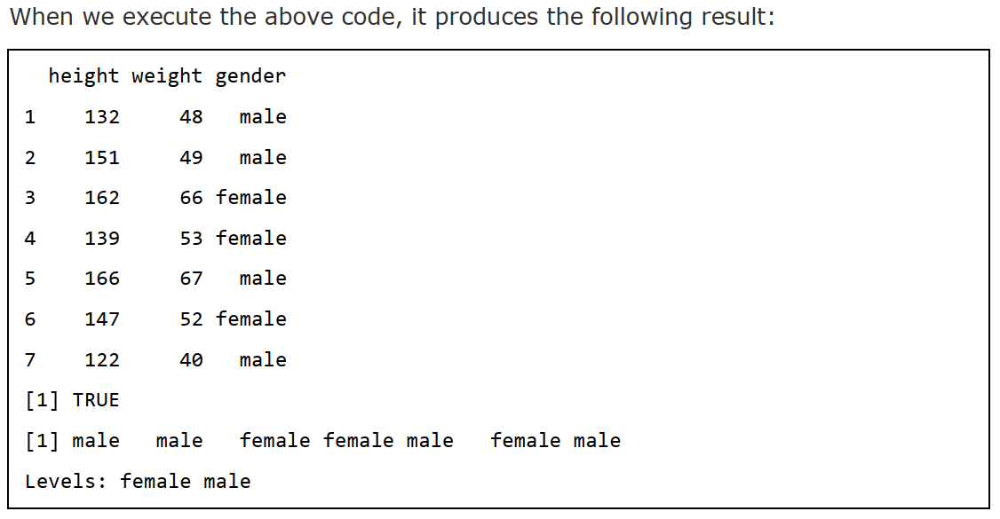 When we execute the above code, it produces the following result:
  height weight gender
1    132     48   male
2    151     49   male
3    162     66 female
4    139     53 female
5    166     67   male
6    147     52 female
7    122     40   male
[1] TRUE
[1] male   male   female female male   female male
Levels: female male